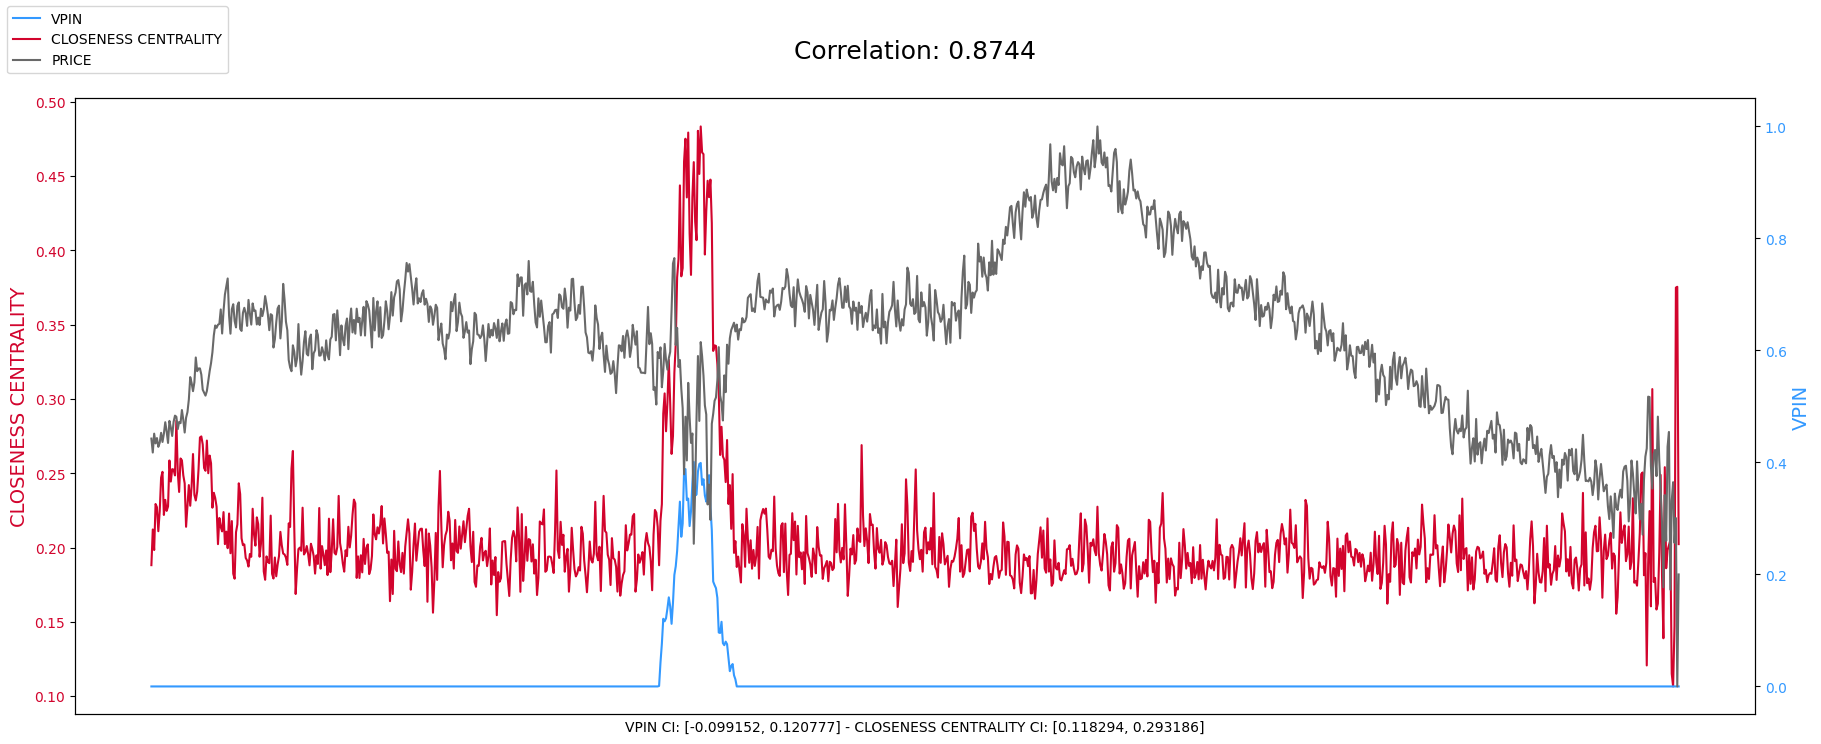 VPIN
CLOSENESS CENTRALITY
PRICE
Correlation: 0.8744
0.50
0.45
0.40
0.35
0.30
0.25
0.20
0.15
0.10
CLOSENESS CENTRALITY
1.0
0.8
0.6
0.4
0.2
0.0
VPIN
VPIN CI: [-0.099152, 0.120777] - CLOSENESS CENTRALITY CI: [0.118294, 0.293186]